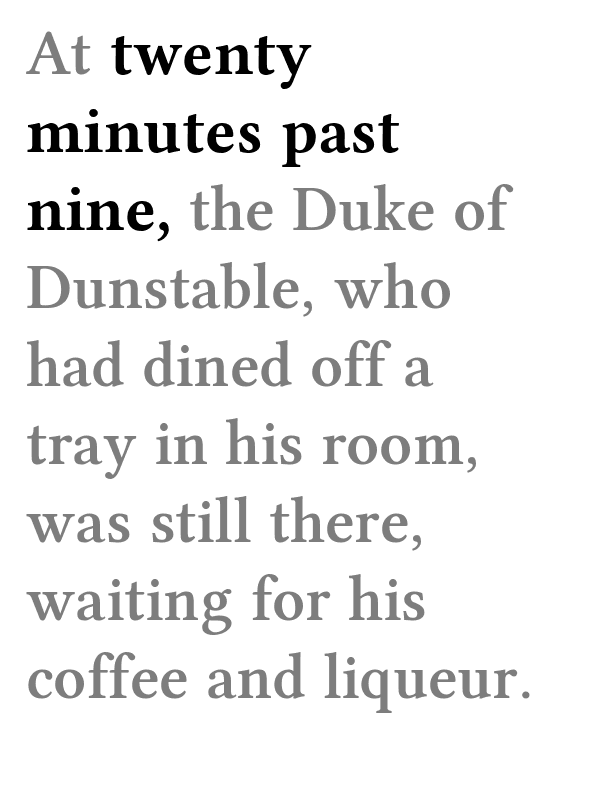 At twenty
minutes past
nine, the Duke of
Dunstable, who
had dined off a
tray in his room,
was still there,
waiting for his
coffee and liqueur.